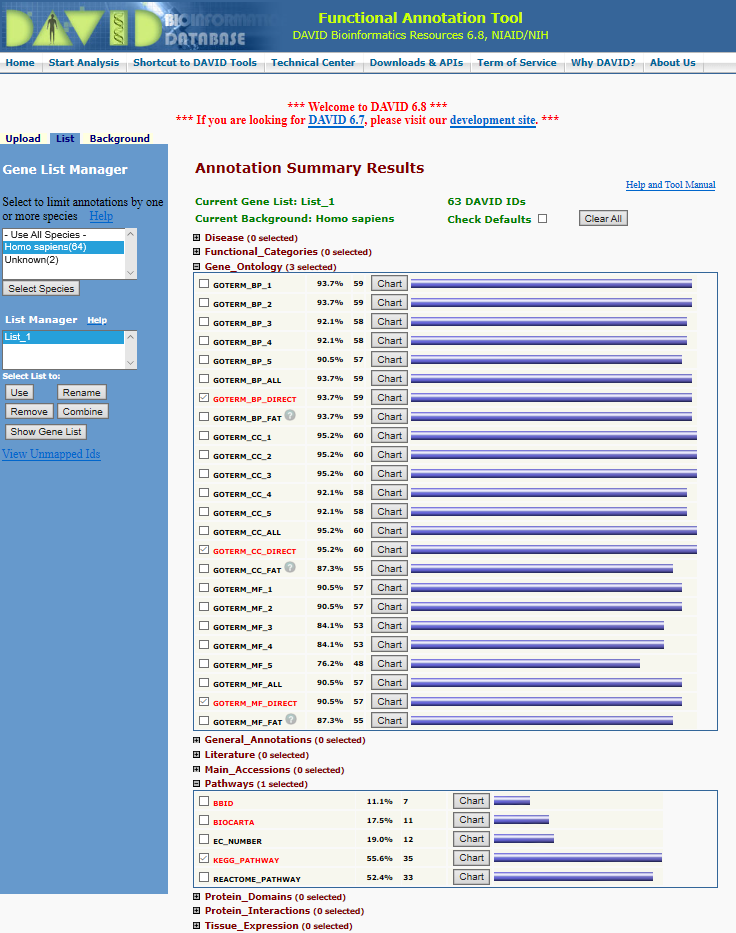 DAVID BIOINFORMATICS DATABASE
Functional Annotation Tool
DAVID Bioinformatics Resources 6.8, NIAID/NIH
Home Start Analysis Shortcut to DAVID Tools Technical Center Downloads & APIs Term of Service Why DAVID? About Us
*** Welcome to DAVID 6.8 ***
*** If you are looking for DAVID 6.7, please visit our development site. ***
Upload List Background
Gene List Manager
Select to limit annotations by one
or more species Help
- Use All Species -
Homo sapiens(64)
Unknown(2)
Select Species
List Manager Help
List_1
Select List to:
Use Rename
Remove Combine
Show Gene List
View Unmapped Ids
Annotation Summary Results
Help and Tool Manual
Current Gene List: List_1 63 DAVID IDs
Current Background: Homo sapiens Check Defaults Clear All
Disease (0 selected)
Functional_Categories (0 selected)
Gene_Ontology (3 selected)
GOTERM_BP_1 93.7% 59 Chart
GOTERM_BP_2 93.7% 59 Chart
GOTERM_BP_3 92.1% 58 Chart
GOTERM_BP_4 92.1% 58 Chart
GOTERM_BP_5 90.5% 57 Chart
GOTERM_BP_ALL 93.7% 59 Chart
GOTERM_BP_DIRECT 93.7% 59 Chart
GOTERM_BP_FAT ? 93.7% 59 Chart
GOTERM_CC_1 95.2% 60 Chart
GOTERM_CC_2 95.2% 60 Chart
GOTERM_CC_3 95.2% 60 Chart
GOTERM_CC_4 92.1% 58 Chart
GOTERM_CC_5 92.1% 58 Chart
GOTERM_CC_ALL 95.2% 60 Chart
GOTERM_CC_DIRECT 95.2% 60 Chart
GOTERM_CC_FAT ? 87.3% 55 Chart
GOTERM_MF_1 90.5% 57 Chart
GOTERM_MF_2 90.5% 57 Chart
GOTERM_MF_3 84.1% 53 Chart
GOTERM_MF_4 84.1% 53 Chart
GOTERM_MF_5 76.2% 48 Chart
GOTERM_MF_ALL 90.5% 57 Chart
GOTERM_MF_DIRECT 90.5% 57 Chart
GOTERM_MF_FAT ? 87.3% 55 Chart
General_Annotations (0 selected)
Literature (0 selected)
Main_Accessions (0 selected)
Pathways (1 selected)
BBID 11.1% 7 Chart
BIOCARTA 17.5% 11 Chart
EC_NUMBER 19.0% 12 Chart
KEGG_PATHWAY 55.6% 35 Chart
REACTOME_PATHWAY 52.4% 33 Chart
Protein_Domains (0 selected)
Protein_Interactions (0 selected)
Tissue_Expression (0 selected)